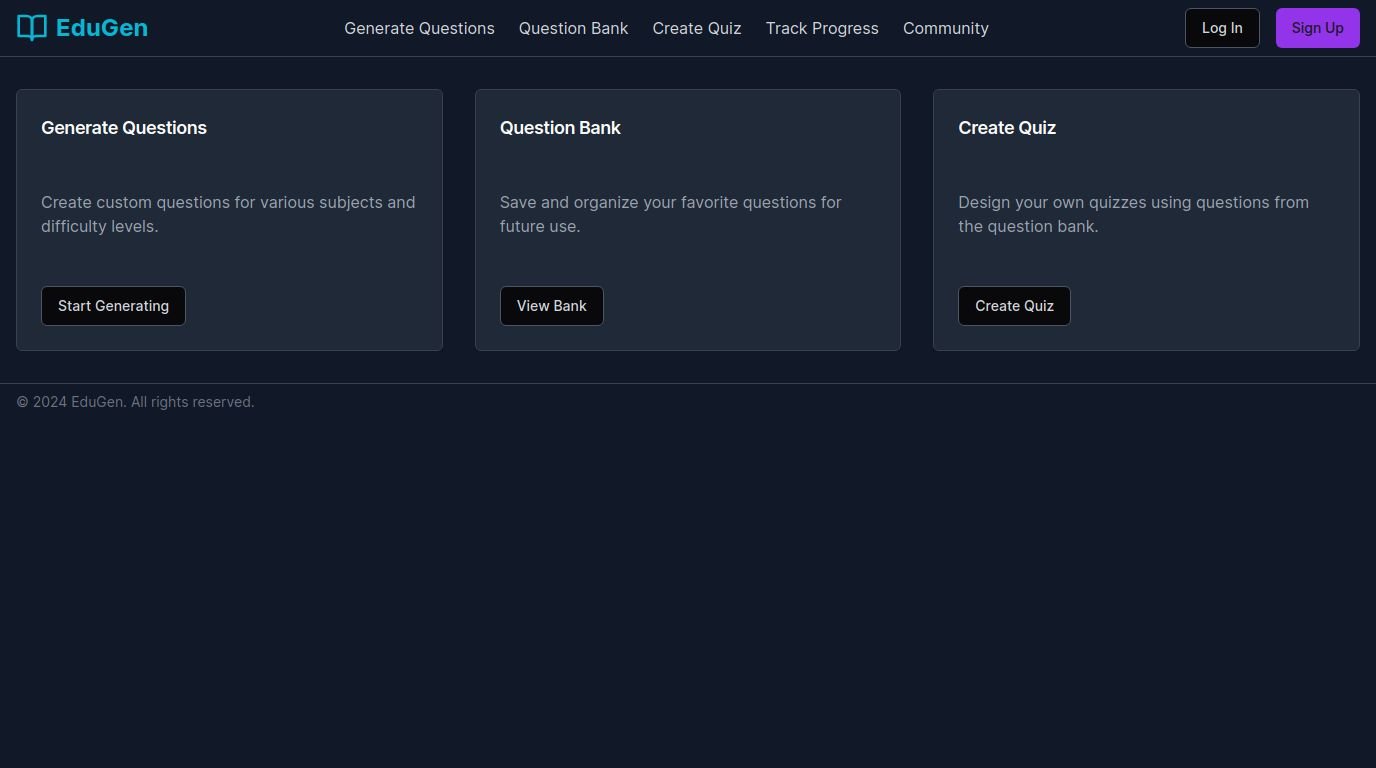 EduGen
Generate Questions
Question Bank
Create Quiz
Track Progress
Community
Log In
Sign Up
Generate Questions
Create custom questions for various subjects and
difficulty levels.
Start Generating
Question Bank
Save and organize your favorite questions for
future use.
View Bank
Create Quiz
Design your own quizzes using questions from
the question bank.
Create Quiz
© 2024 EduGen. All rights reserved.